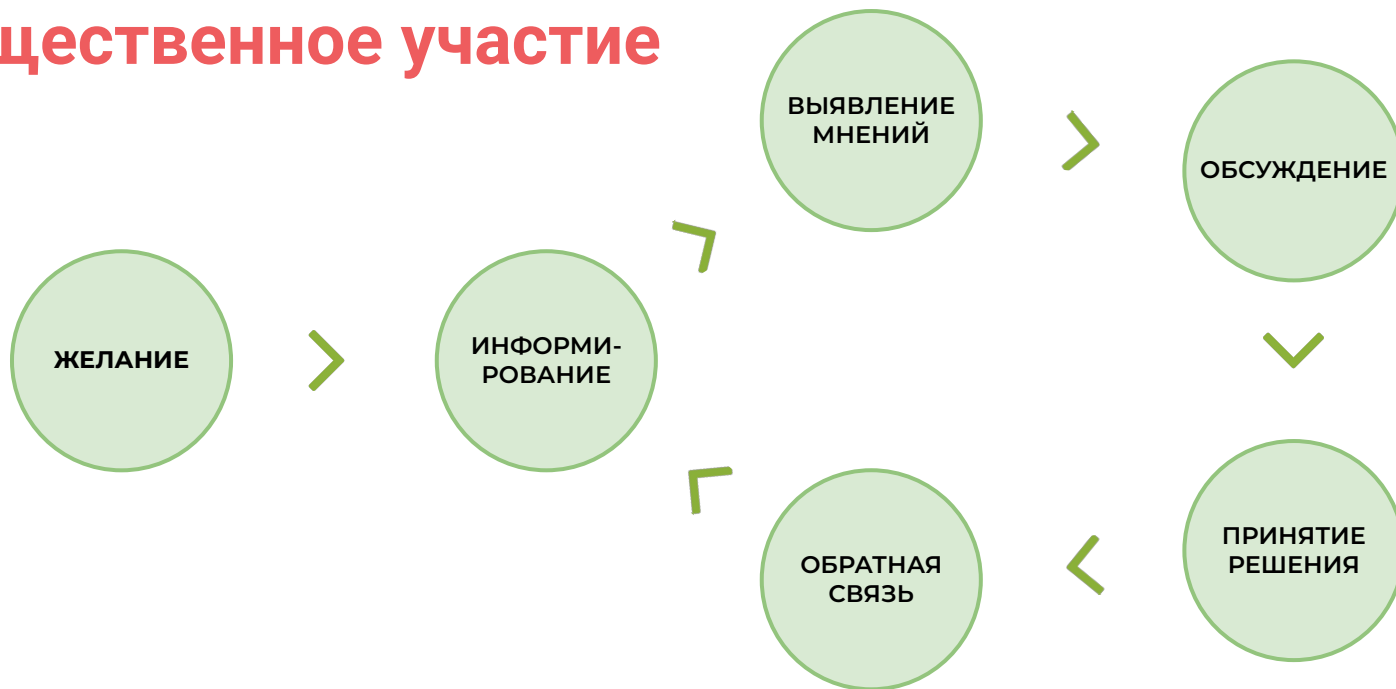 щественное участие
ВЫЯВЛЕНИЕ
МНЕНИЙ
ОБСУЖДЕНИЕ
ЖЕЛАНИЕ
ИНФОРМИ-
РОВАНИЕ
ОБРАТНАЯ
СВЯЗЬ
ПРИНЯТИЕ
РЕШЕНИЯ